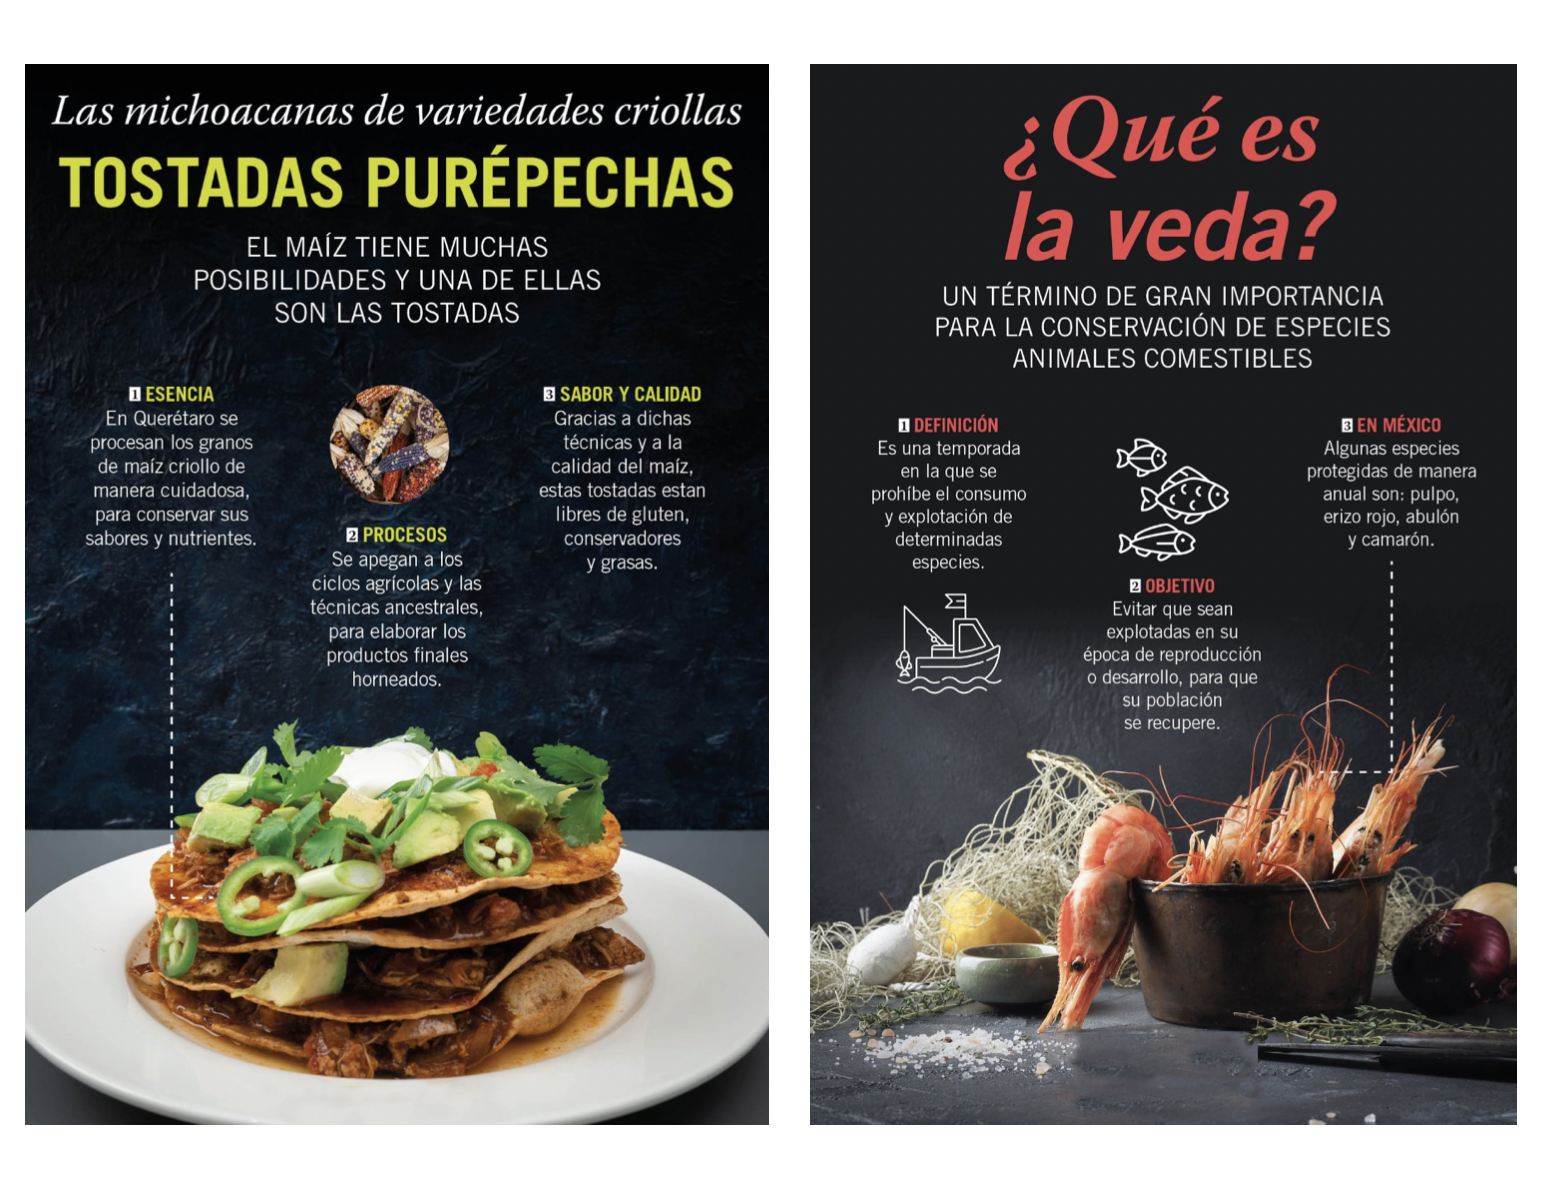 Las michoacanas de variedades criollas
TOSTADAS PURÉPECHAS
EL MAÍZ TIENE MUCHAS
POSIBILIDADES Y UNA DE ELLAS
SON LAS TOSTADAS
1 ESENCIA
En Querétaro se
procesan los granos
de maíz criollo de
manera cuidadosa,
para conservar sus
sabores y nutrientes.
2 PROCESOS
Se apegan a los
ciclos agrícolas y las
técnicas ancestrales,
para elaborar los
productos finales
horneados.
3 SABOR Y CALIDAD
Gracias a dichas
técnicas y a la
calidad del maíz,
estas tostadas estan
libres de gluten,
conservadores
y grasas.
¿Qué es
la veda?
UN TÉRMINO DE GRAN IMPORTANCIA
PARA LA CONSERVACIÓN DE ESPECIES
ANIMALES COMESTIBLES
1 DEFINICIÓN
Es una temporada
en la que se
prohíbe el consumo
y explotación de
determinadas
especies.
2 OBJETIVO
Evitar que sean
explotadas en su
época de reproducción
o desarrollo, para que
su población
se recupere.
3 EN MÉXICO
Algunas especies
protegidas de manera
anual son: pulpo,
erizo rojo, abulón
y camarón.